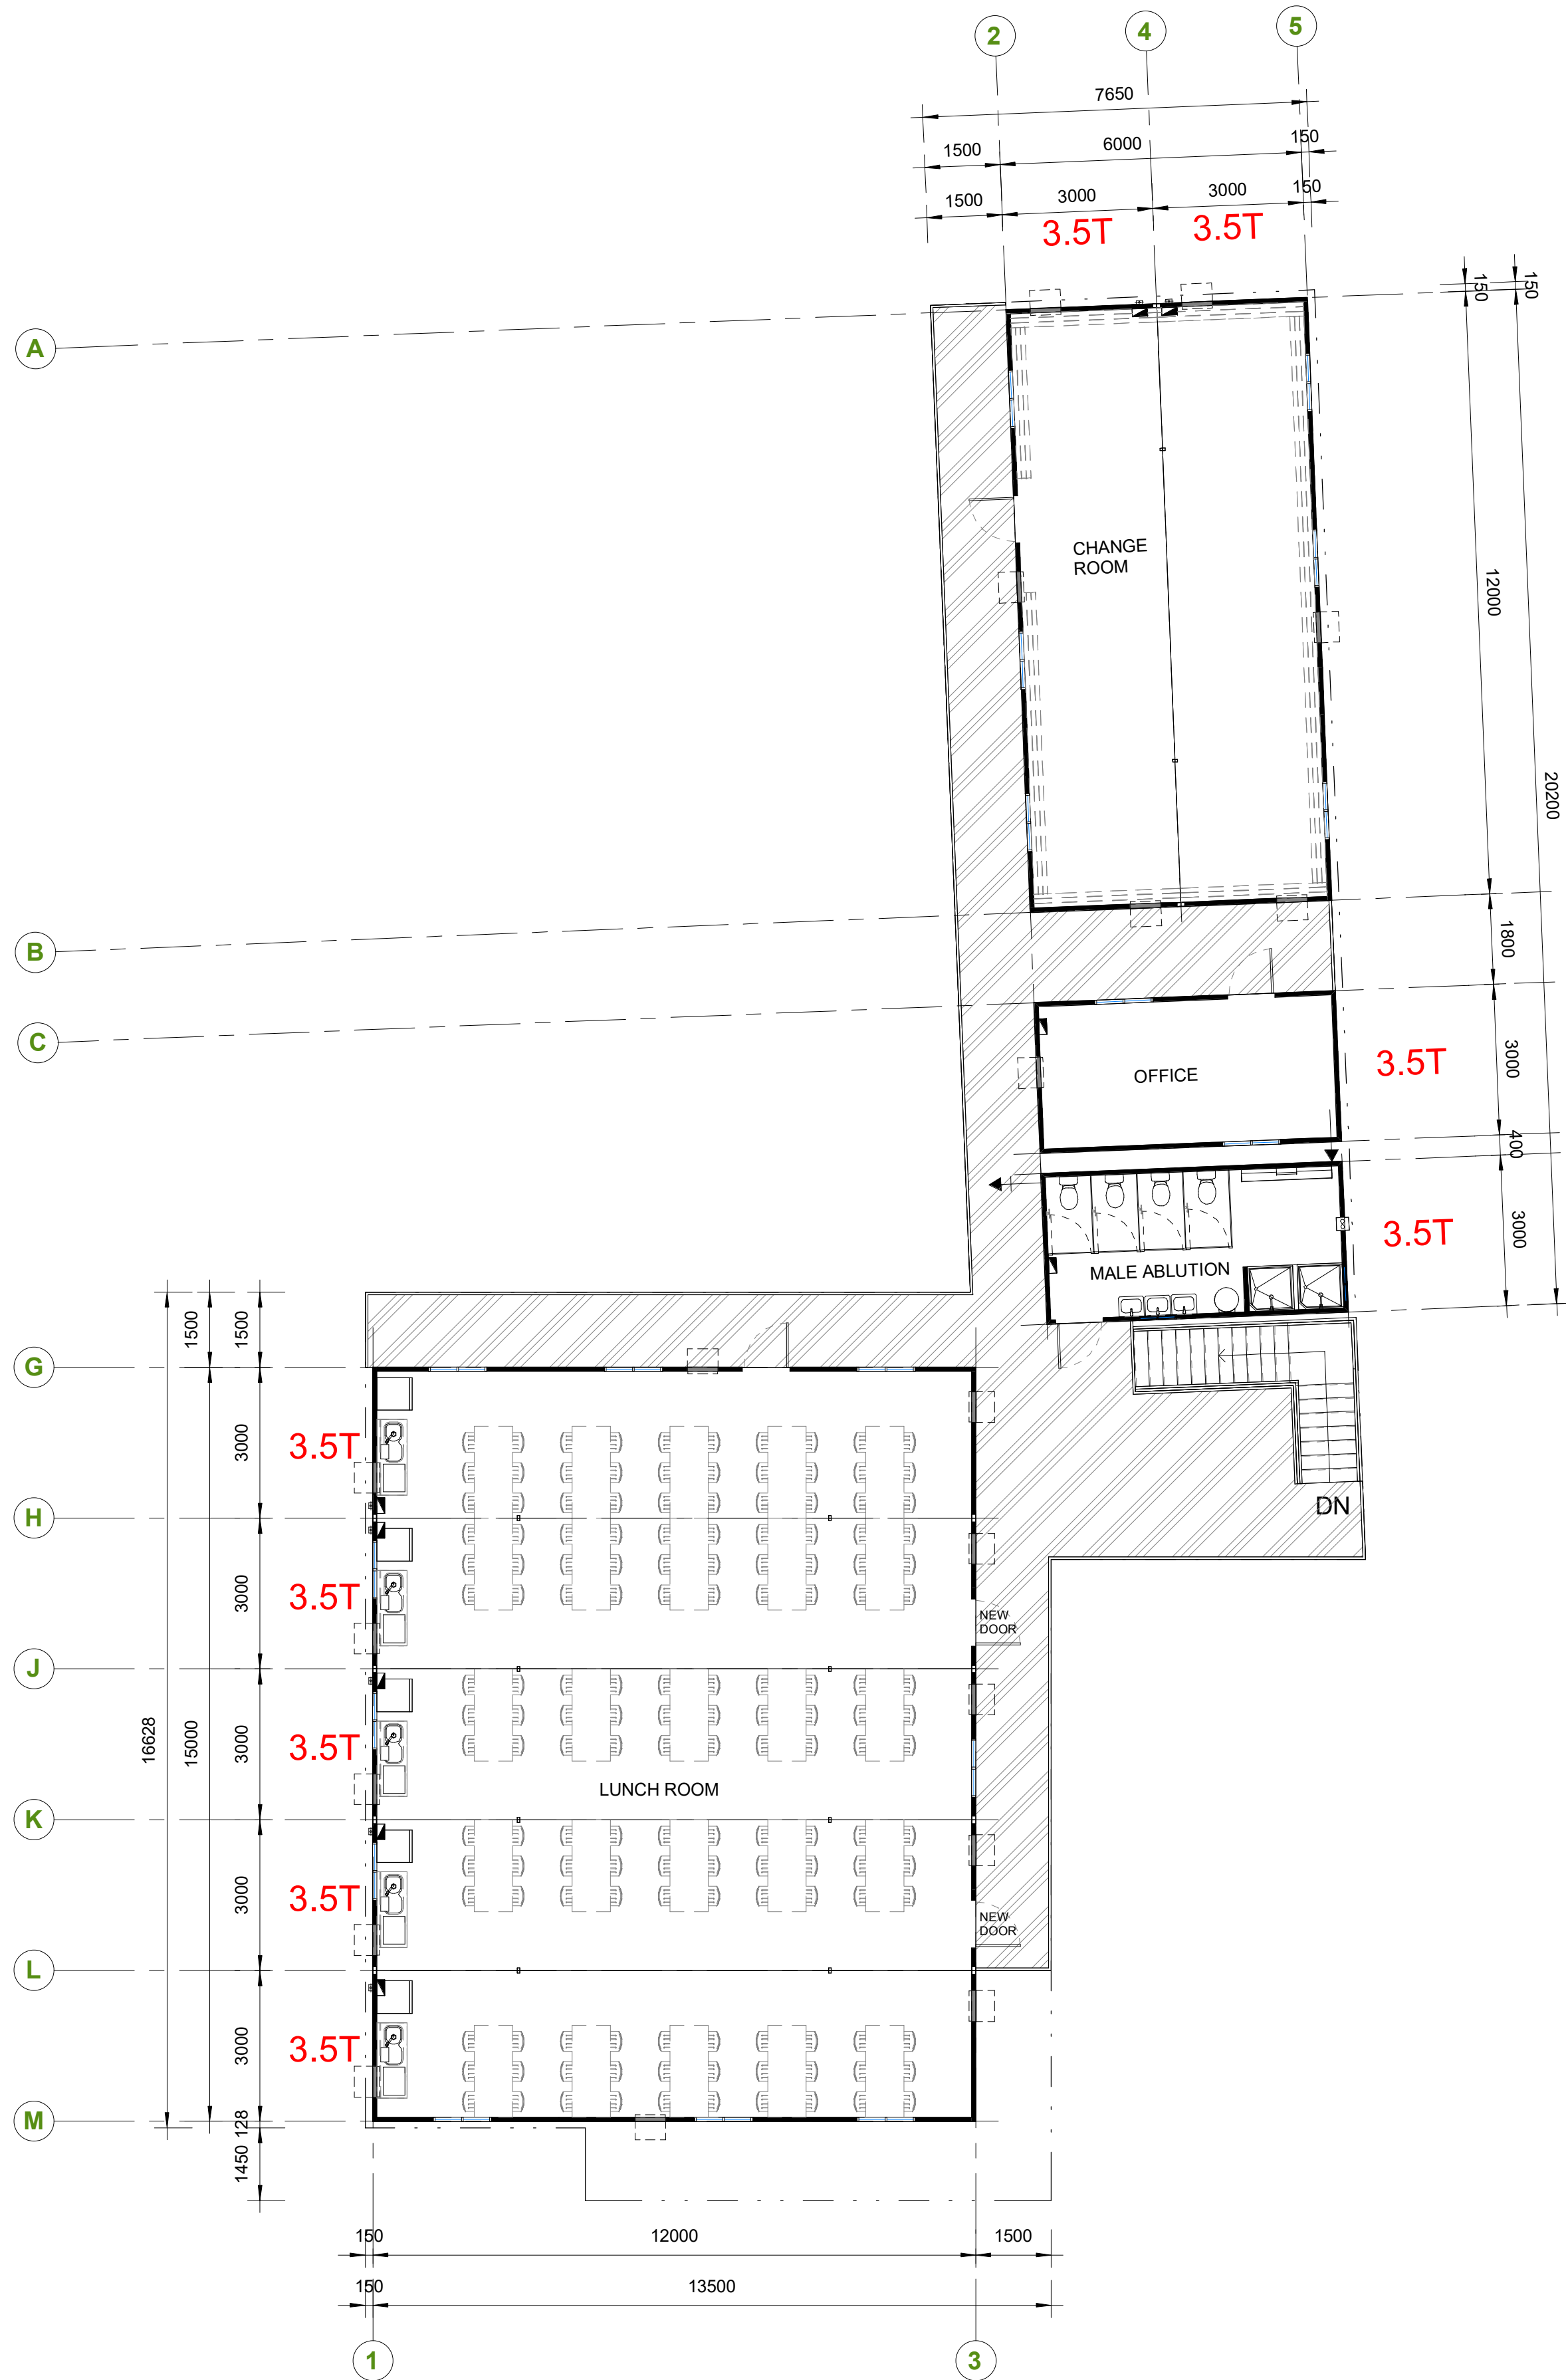 2
4
5
7650
1500
6000
150
1500
3000
3000
150
3.5T
3.5T
150
150
A
CHANGE
ROOM
12000
20200
B
1800
C
OFFICE
3.5T
3000
400
MALE ABLUTION
3.5T
3000
1500
1500
G
3.5T
3000
H
DN
3.5T
3000
NEW
DOOR
J
16628
15000
3.5T
3000
LUNCH ROOM
K
3.5T
3000
NEW
DOOR
L
3.5T
3000
M
128
1450
150
12000
1500
150
13500
1
3